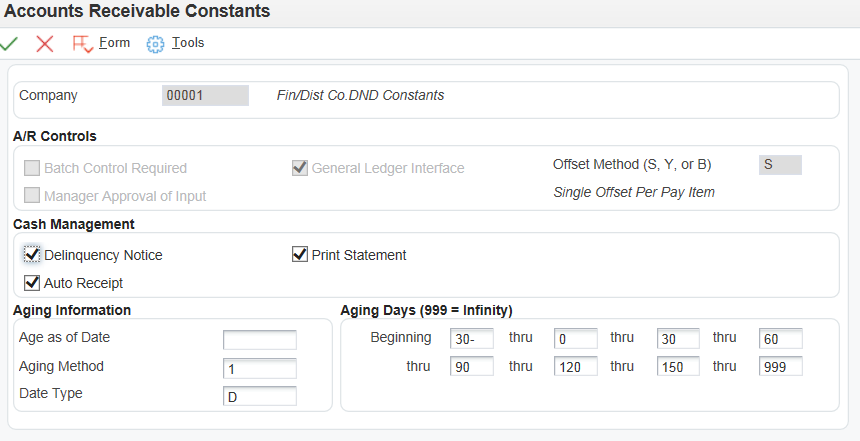 Accounts Receivable Constants
Form Tools
Company 00001 Fin/Dist Co.DND Constants
A/R Controls
Batch Control Required General Ledger Interface Offset Method (S, Y, or B) S
Manager Approval of Input Single Offset Per Pay Item
Cash Management
Delinquency Notice Print Statement
Auto Receipt
Aging Information
Age as of Date
Aging Method 1
Date Type D
Aging Days (999 = Infinity)
Beginning 30- thru 0 thru 30 thru 60
thru 90 thru 120 thru 150 thru 999